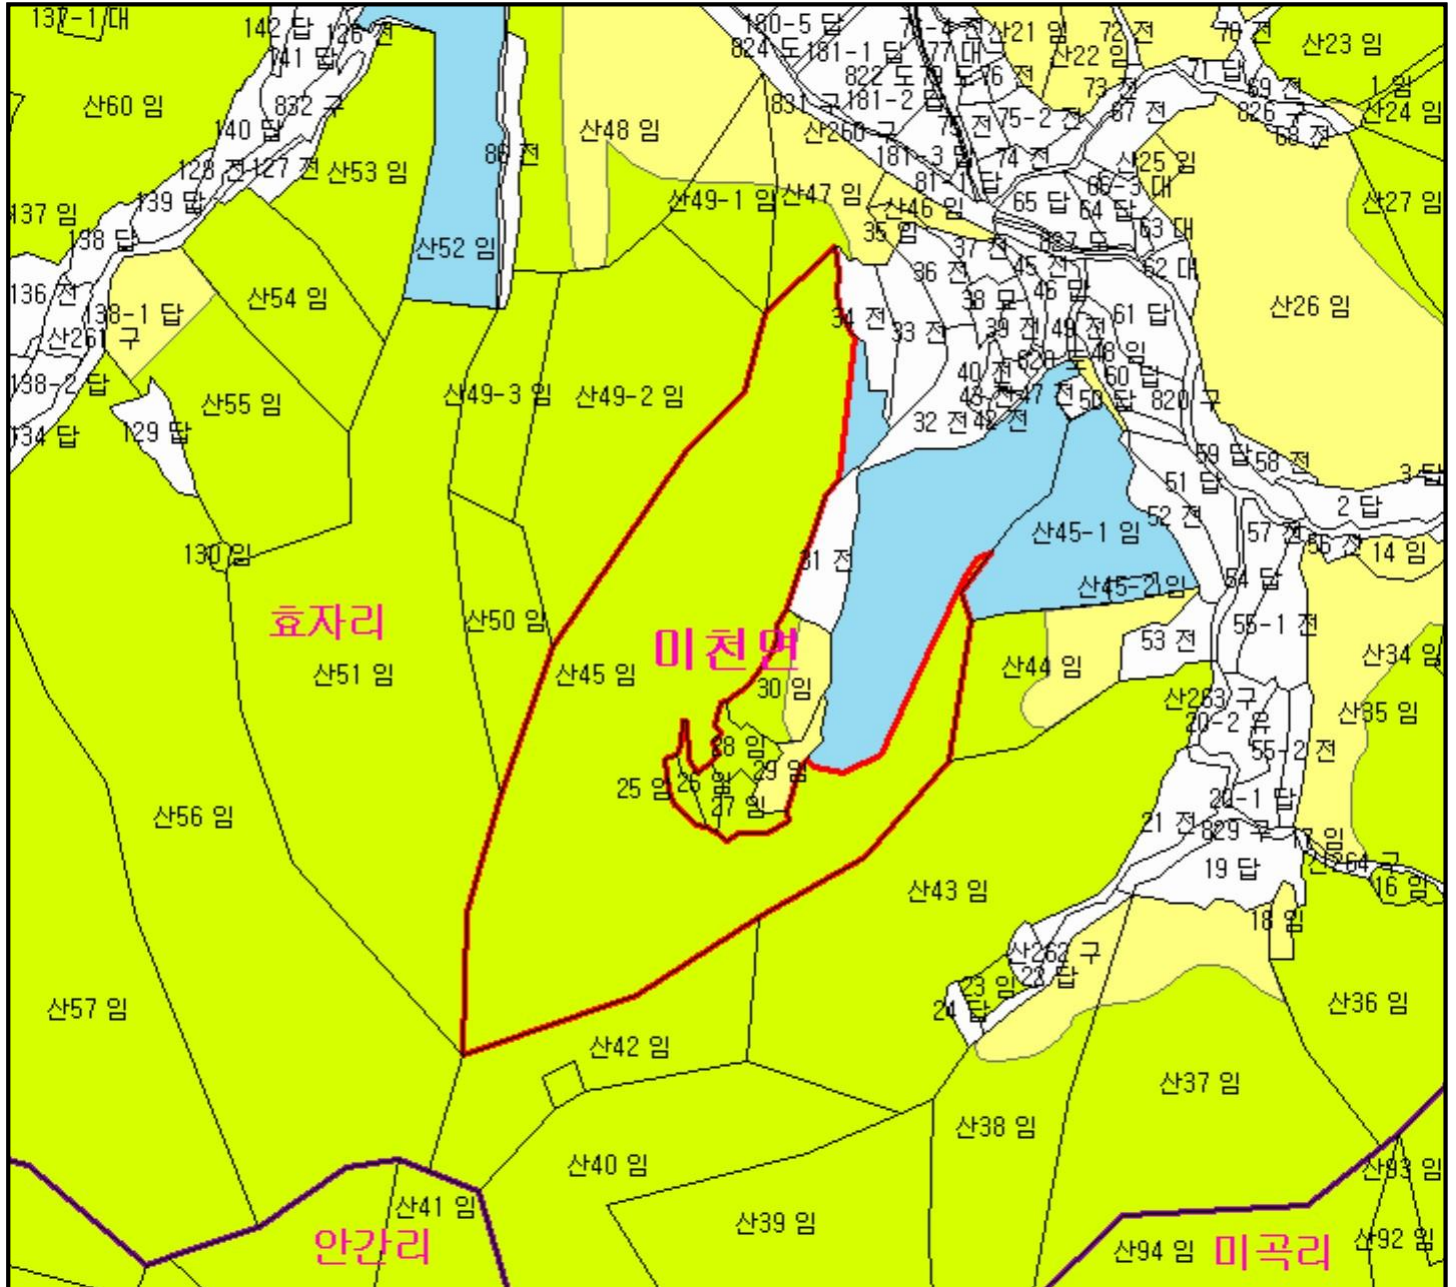 137-1 대
142 답
126 전
141 답
832 구
산60 임
140 답
128 전
127 전
산53 임
139 답
137 임
138 답
86 전
산52 임
136 전
138-1 답
산261 구
138-2 답
134 답
129 답
산54 임
산55 임
130 임
180-5 답
824 도
181-1 답
77 대
822 도
79 도
76 전
831 구
181-2 답
산260 구
75 전
75-2 전
181-3 답
74 전
산21 임
산22 임
72 전
73 전
67 전
71 답
70 전
69 전
826 구
68 전
산23 임
1 임
산24 임
산27 임
산25 임
66-3 대
산48 임
산49-1 임
산47 임
81-1 답
산46 임
65 답
64 답
63 대
62 대
827 도
35 임
37 전
36 전
45 전
46 답
34 전
33 전
39 전
49 전
48 임
61 답
40 전
60 답
50 답
820 구
47 전
42 전
32 전
산26 임
산49-3 임
산49-2 임
59 답
58 전
51 답
52 전
3 답
2 답
57 전
56 전
14 임
54 답
55-1 전
산45-1 임
산45-2 임
53 전
31 전
효자리
산50 임
미천면
산45 임
30 임
산51 임
산44 임
산34 임
산35 임
산263 구
20-2 유
55-2 전
28 임
29 임
25 임
26 임
27 임
산56 임
20-1 답
21 전
829 구
17 임
산264 구
19 답
16 임
산43 임
18 임
산262 구
22 답
23 임
24 답
산57 임
산36 임
산42 임
산37 임
산38 임
산40 임
산93 임
산41 임
산39 임
안간리
산94 임
미곡리
산92 임